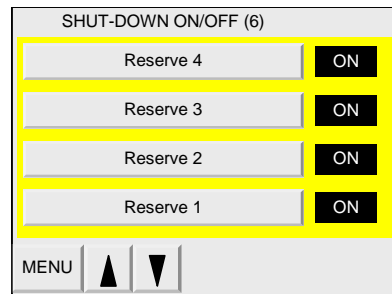 SHUT-DOWN ON/OFF (6)
Reserve 4 ON
Reserve 3 ON
Reserve 2 ON
Reserve 1 ON
MENU